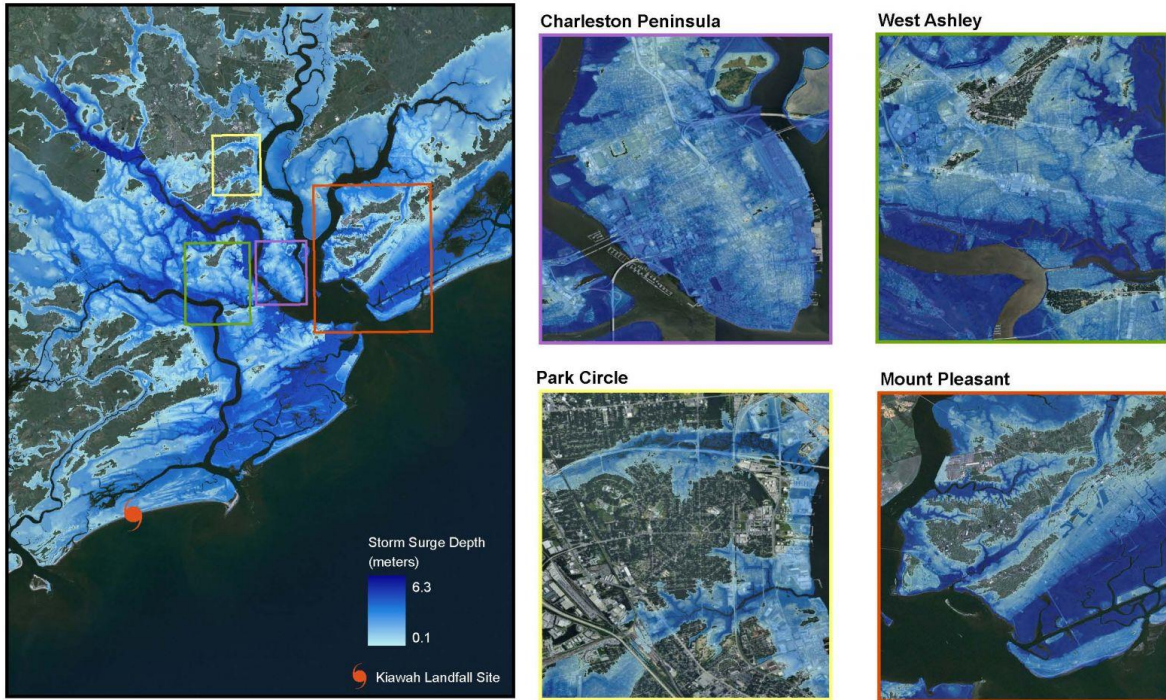 Charleston Peninsula
West Ashley
Storm Surge Depth
(meters)
6.3
0.1
Kiawah Landfall Site
Park Circle
Mount Pleasant